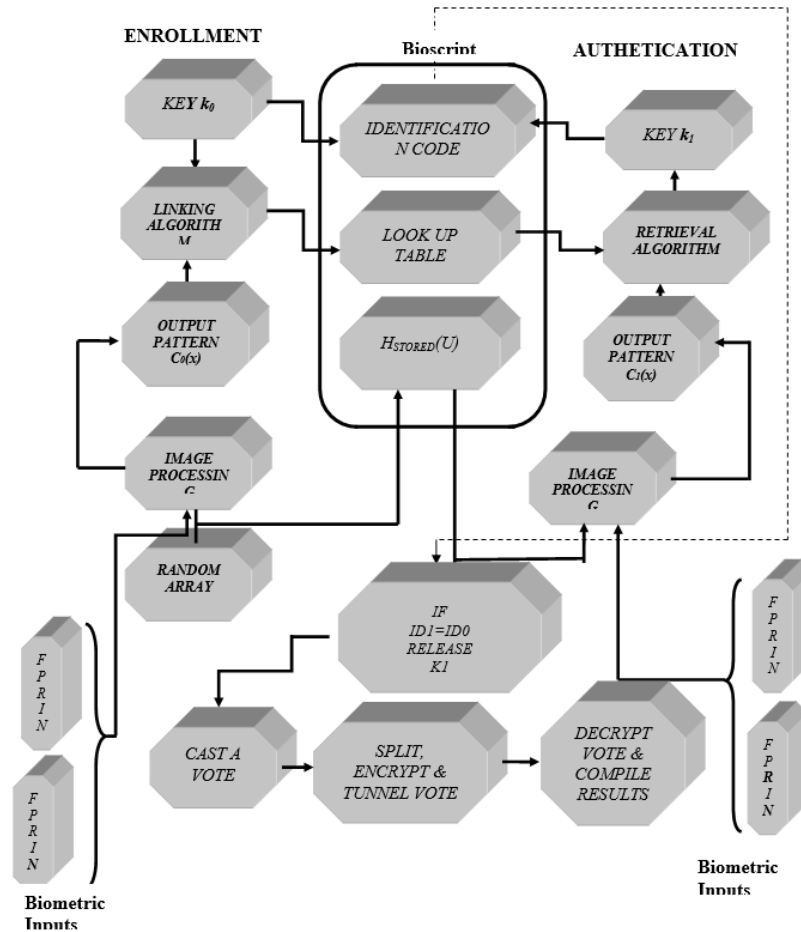 ENROLLMENT
Bioscript
AUTHETICATION
KEY k0
IDENTIFICATIO
N CODE
KEY k1
LINKING
ALGORITH
M
LOOK UP
TABLE
RETRIEVAL
ALGORITHM
OUTPUT
PATTERN
C0(x)
HSTORED(U)
OUTPUT
PATTERN
C1(x)
IMAGE
PROCESSIN
G
IMAGE
PROCESSIN
G
RANDOM
ARRAY
IF
ID1=ID0
RELEASE
K1
F
P
R
I
N
F
P
R
I
N
F
P
R
I
N
F
P
R
I
N
CAST A
VOTE
SPLIT,
ENCRYPT &
TUNNEL VOTE
DECRYPT
VOTE &
COMPILE
RESULTS
Biometric
Inputs
Biometric
Inputs